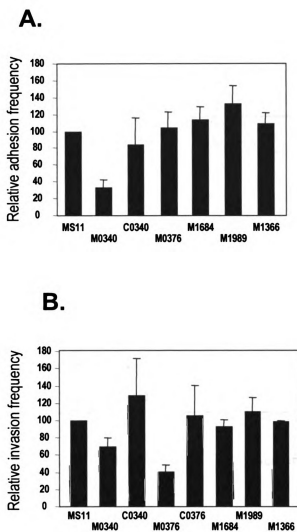 A.
Relative adhesion frequency
180
160
140
120
100
80
60
40
20
0
MS11 C0340 M1684 M1366
M0340 M0376 M1989
B.
Relative invasion frequency
180
160
140
120
100
80
60
40
20
0
MS11 C0340 C0376 M1989
M0340 M0376 M1684 M1366